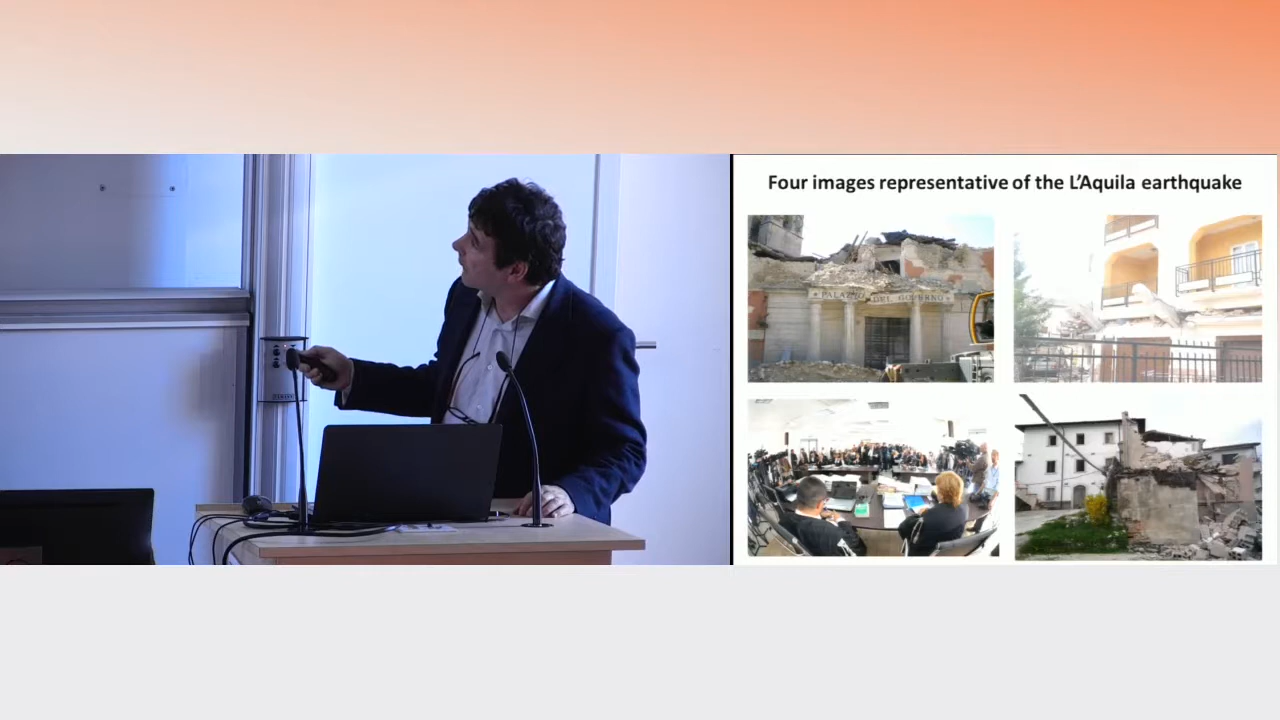 Four images representative of the L'Aquila earthquake
PALAZZO DEL GOVERNO